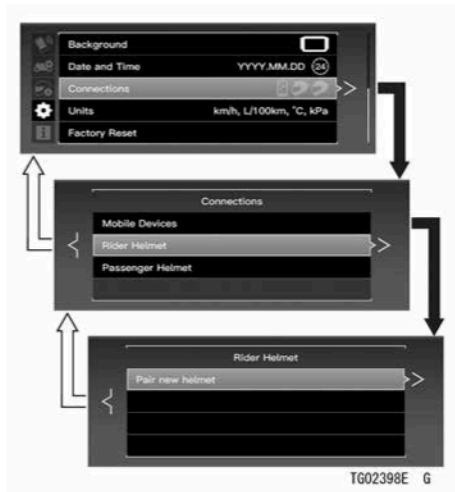 Background
Date and Time YYYY.MM.DD 24
Connections
Units km/h, L/100km, °C, kPa
Factory Reset
Connections
Mobile Devices
Rider Helmet
Passenger Helmet
Rider Helmet
Pair new helmet
TG02398E G